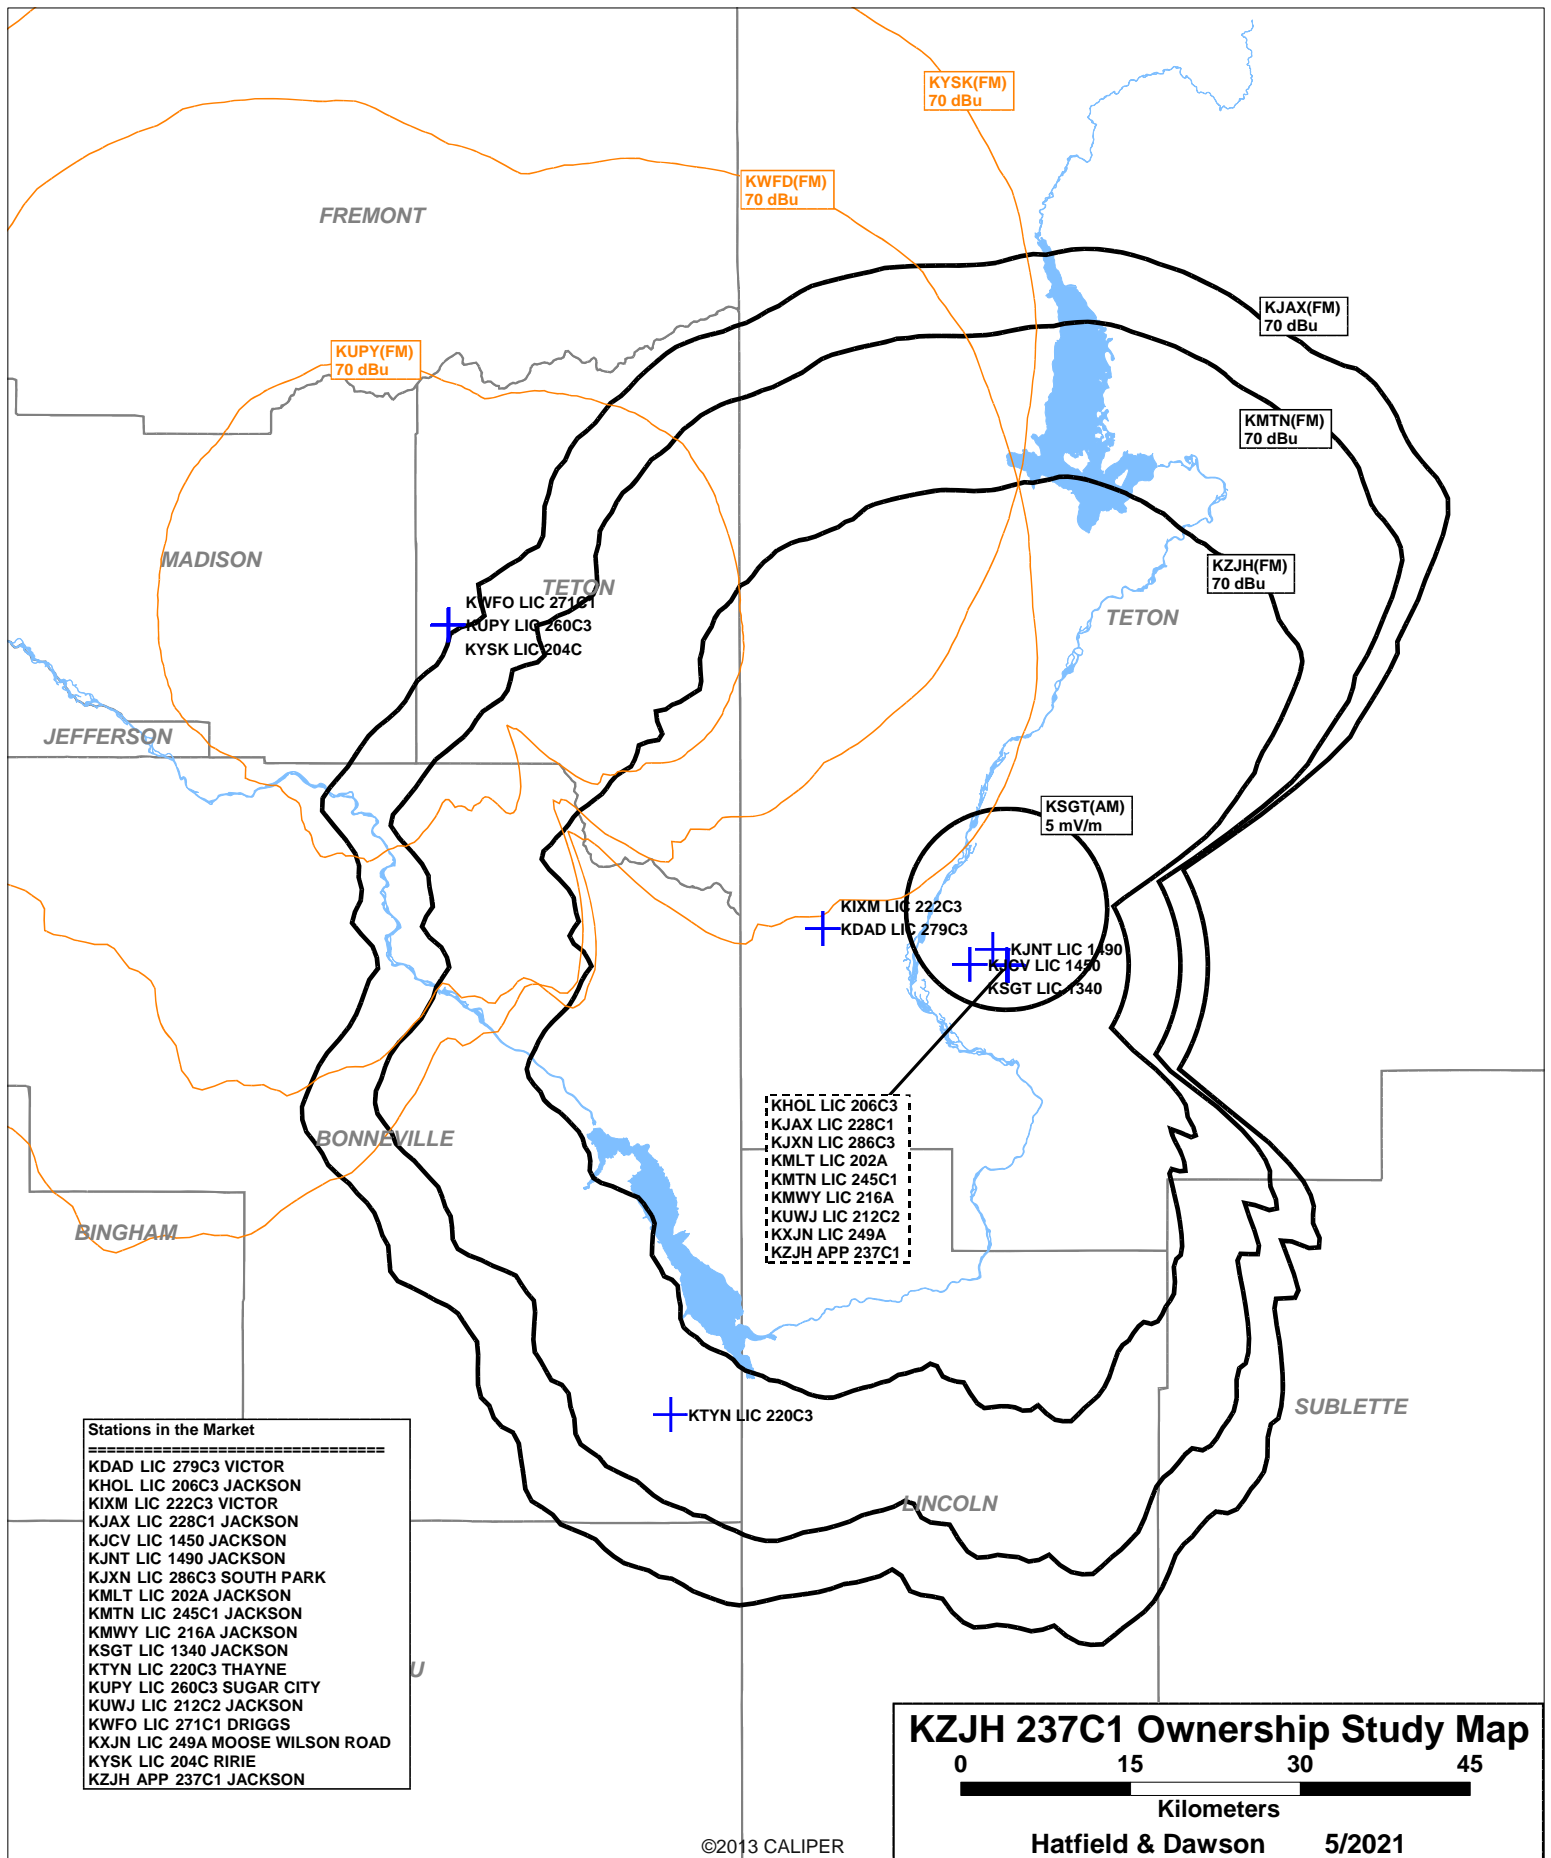 KYSK(FM)
70 dBu
KWFD(FM)
70 dBu
FREMONT
KJAX(FM)
70 dBu
KUPY(FM)
70 dBu
KMTN(FM)
70 dBu
MADISON
KZJH(FM)
70 dBu
TETON
KWFO LIC 271C1
TETON
KUPY LIC 260C3
KYSK LIC 204C
JEFFERSON
KSGT(AM)
5 mV/m
KIXM LIC 222C3
KDAD LIC 279C3
KJNT LIC 1490
KJCV LIC 1450
KSGT LIC 1340
KHOL LIC 206C3
KJAX LIC 228C1
KJXN LIC 286C3
KMLT LIC 202A
KMTN LIC 245C1
KMWY LIC 216A
KUWJ LIC 212C2
KXJN LIC 249A
KZJH APP 237C1
BONNEVILLE
BINGHAM
SUBLETTE
KTYN LIC 220C3
LINCOLN
Stations in the Market
================================
KDAD LIC 279C3 VICTOR
KHOL LIC 206C3 JACKSON
KIXM LIC 222C3 VICTOR
KJAX LIC 228C1 JACKSON
KJCV LIC 1450 JACKSON
KJNT LIC 1490 JACKSON
KJXN LIC 286C3 SOUTH PARK
KMLT LIC 202A JACKSON
KMTN LIC 245C1 JACKSON
KMWY LIC 216A JACKSON
KSGT LIC 1340 JACKSON
KTYN LIC 220C3 THAYNE
KUPY LIC 260C3 SUGAR CITY
KUWJ LIC 212C2 JACKSON
KWFO LIC 271C1 DRIGGS
KXJN LIC 249A MOOSE WILSON ROAD
KYSK LIC 204C RIRIE
KZJH APP 237C1 JACKSON
U
KZJH 237C1 Ownership Study Map
0 15 30 45
Kilometers
Hatfield & Dawson 5/2021
©2013 CALIPER